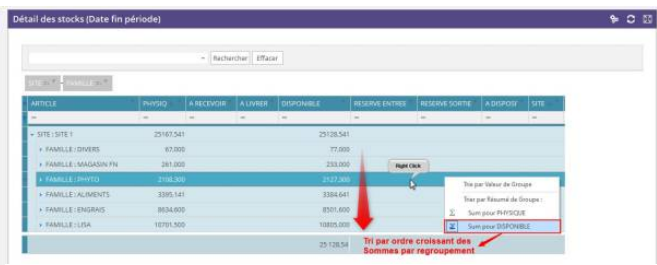 Détail des stocks (Date fin période)
Rechercher Effacer
SITE FAMILLE
ARTICLE PHYSIQ A RECEVOIR A LIVRER DISPONIBLE RESERVE ENTREE RESERVE SORTIE A DISPOSI SITE
SITE : SITE 1 25167,541 25128,541
FAMILLE : DIVERS 67,000 77,000
FAMILLE : MAGASIN FN 261,000 233,000
Right Click
FAMILLE : PHYTO 2108,300 2127,300
Trie par Valeur de Groupe
FAMILLE : ALIMENTS 3395,141 3384,641
Trier par Résumé de Groupe :
FAMILLE : ENGRAIS 8634,600 8501,600
Σ Sum pour PHYSIQUE
FAMILLE : LISA 10701,500 10805,000
Σ Sum pour DISPONIBLE
25 128,54
Tri par ordre croissant des
Sommes par regroupement